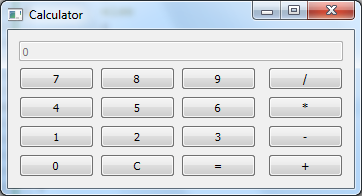 Calculator
0
7 8 9 /
4 5 6 *
1 2 3 -
0 C = +